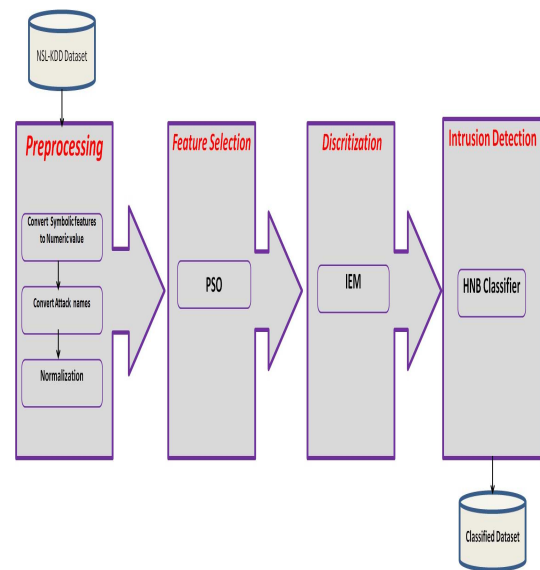 NSL-KDD Dataset
Preprocessing
Convert Symbolic features
to Numeric value
Convert Attack names
Normalization
Feature Selection
PSO
Discritization
IEM
Intrusion Detection
HNB Classifier
Classified Dataset